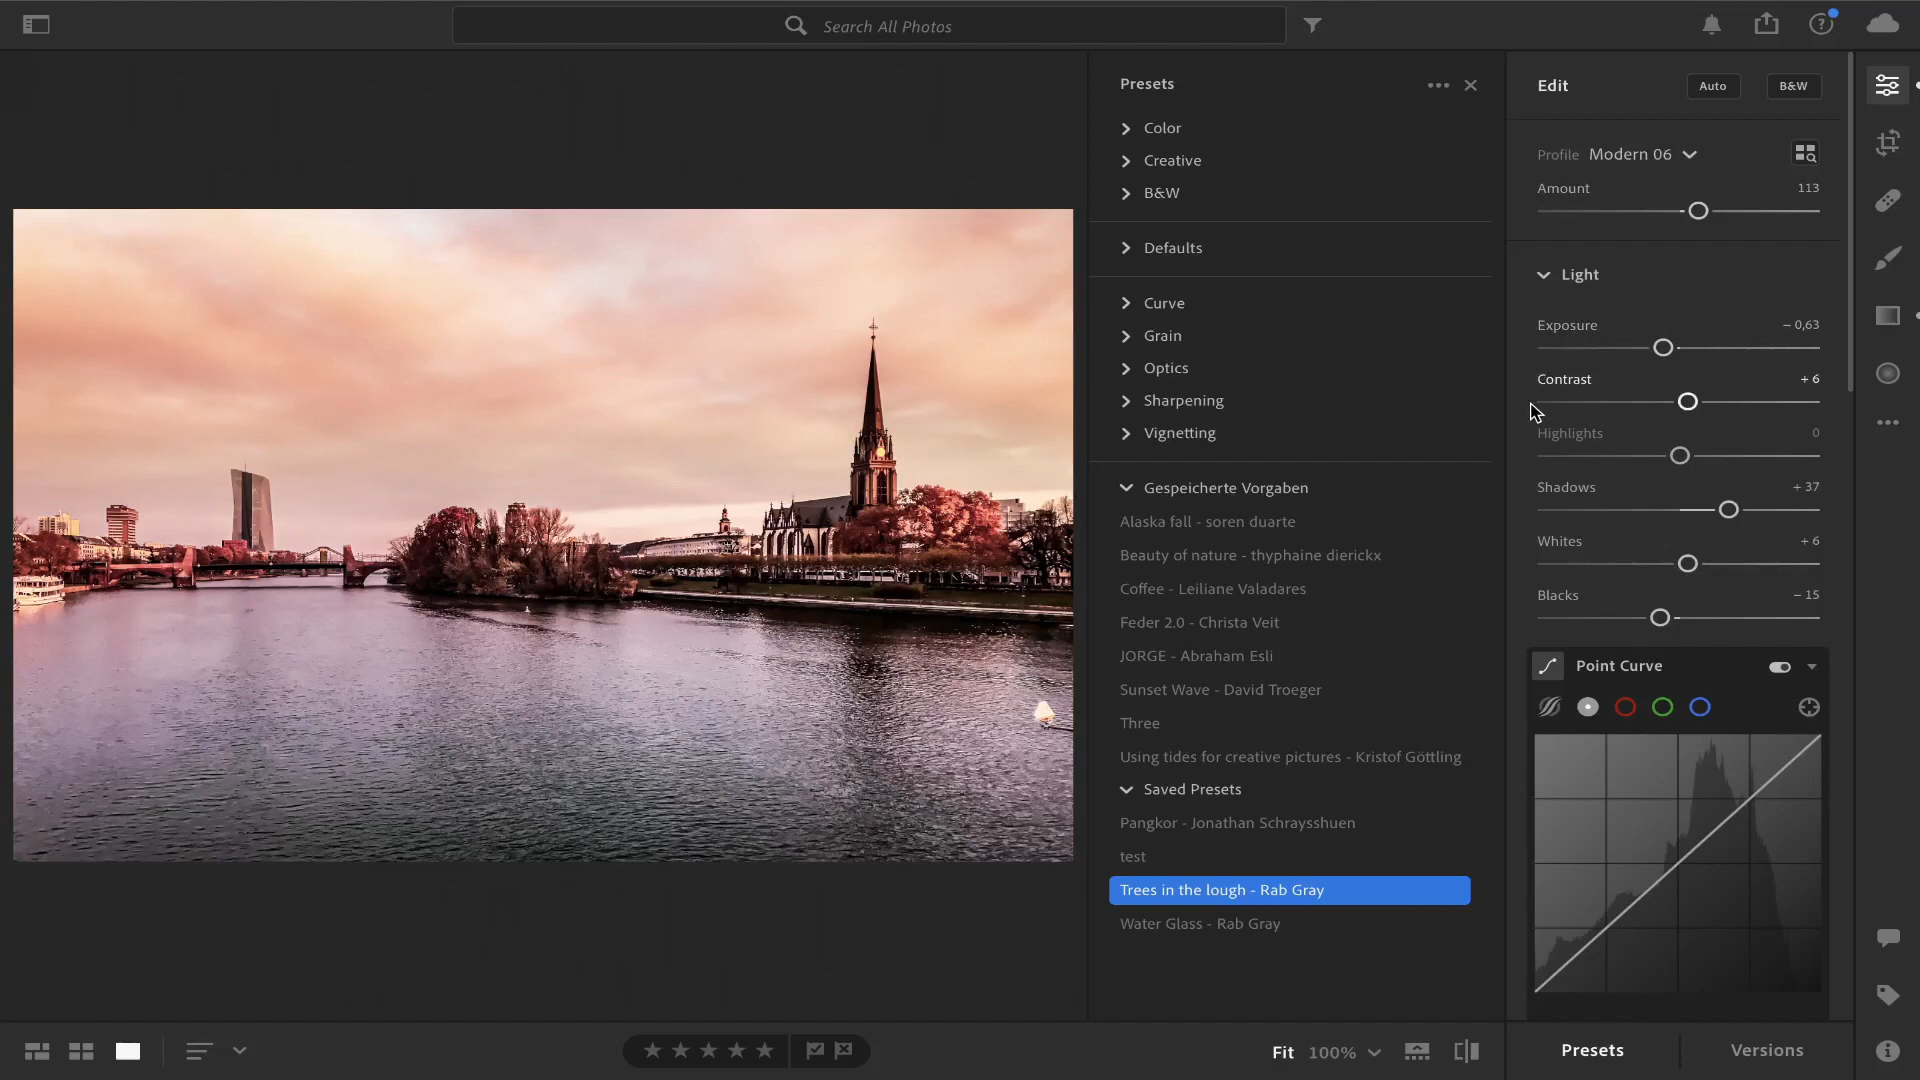 Search All Photos
Presets
Color
Creative
B&W
Defaults
Curve
Grain
Optics
Sharpening
Vignetting
Gespeicherte Vorgaben
Alaska fall - soren duarte
Beauty of nature - thyphaine dierickx
Coffee - Leiliane Valadares
Feder 2.0 - Christa Veit
JORGE - Abraham Esli
Sunset Wave - David Troeger
Three
Using tides for creative pictures - Kristof Göttling
Saved Presets
Pangkor - Jonathan Schraysshuen
test
Trees in the lough - Rab Gray
Water Glass - Rab Gray
Edit Auto B&W
Profile Modern 06
Amount 113
Light
Exposure – 0,63
Contrast + 6
Highlights 0
Shadows + 37
Whites + 6
Blacks – 15
Point Curve
Fit 100%
Presets Versions